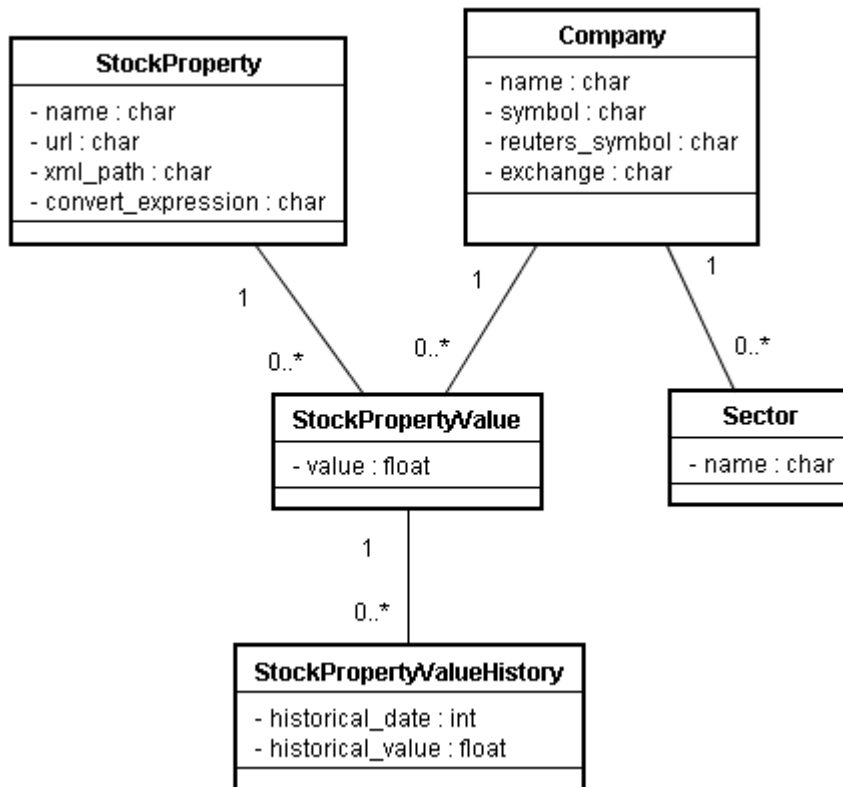 StockProperty
- name : char
- url : char
- xml_path : char
- convert_expression : char
Company
- name : char
- symbol : char
- reuters_symbol : char
- exchange : char
1
0..*
1
0..*
1
0..*
StockPropertyValue
- value : float
Sector
- name : char
1
0..*
StockPropertyValueHistory
- historical_date : int
- historical_value : float